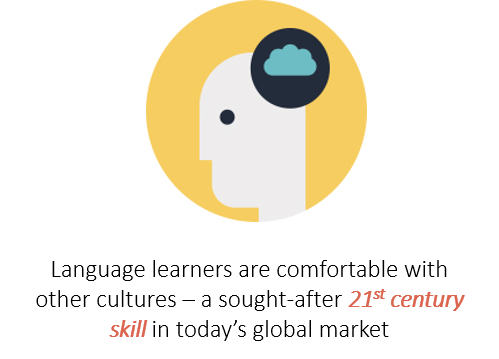 Language learners are comfortable with
other cultures – a sought-after 21st century
skill in today's global market